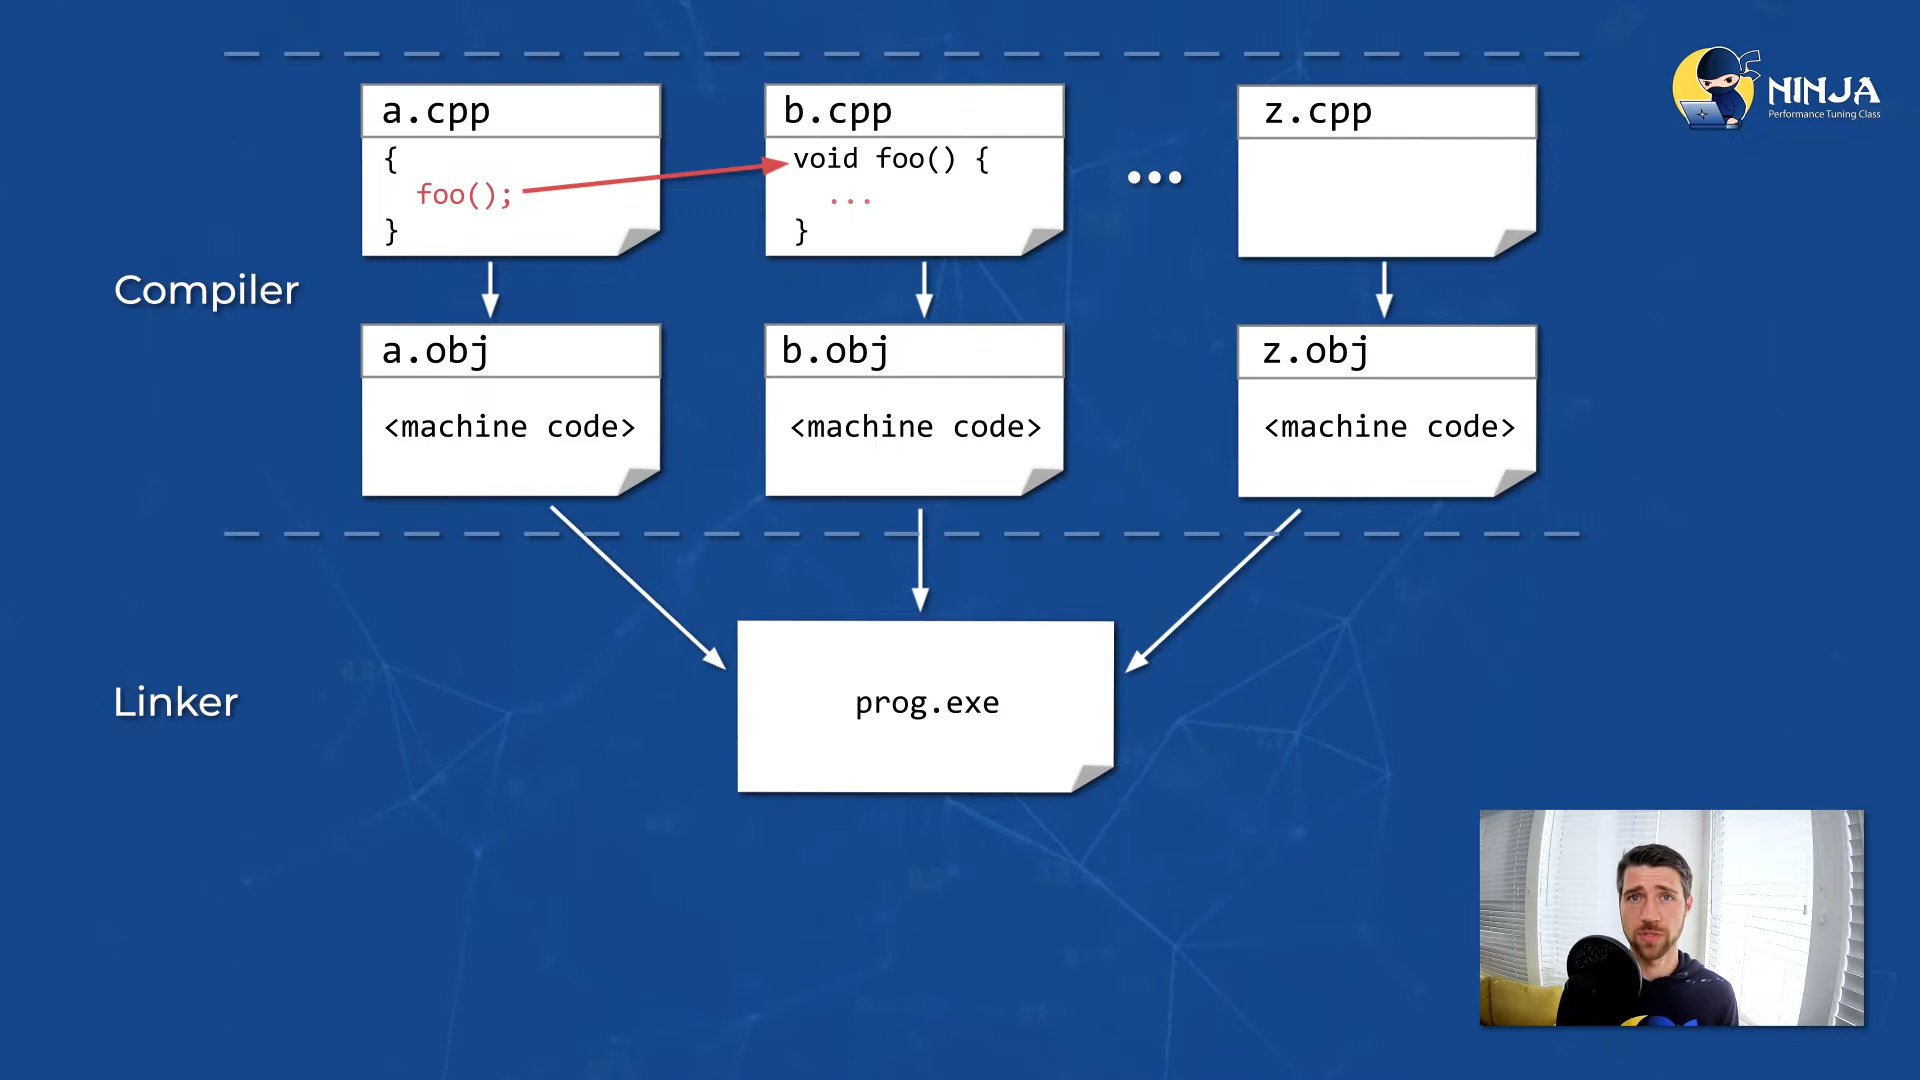 NINJA
Performance Tuning Class
a.cpp
{
foo();
}
b.cpp
void foo() {
...
}
...
z.cpp
Compiler
a.obj
<machine code>
b.obj
<machine code>
z.obj
<machine code>
Linker
prog.exe